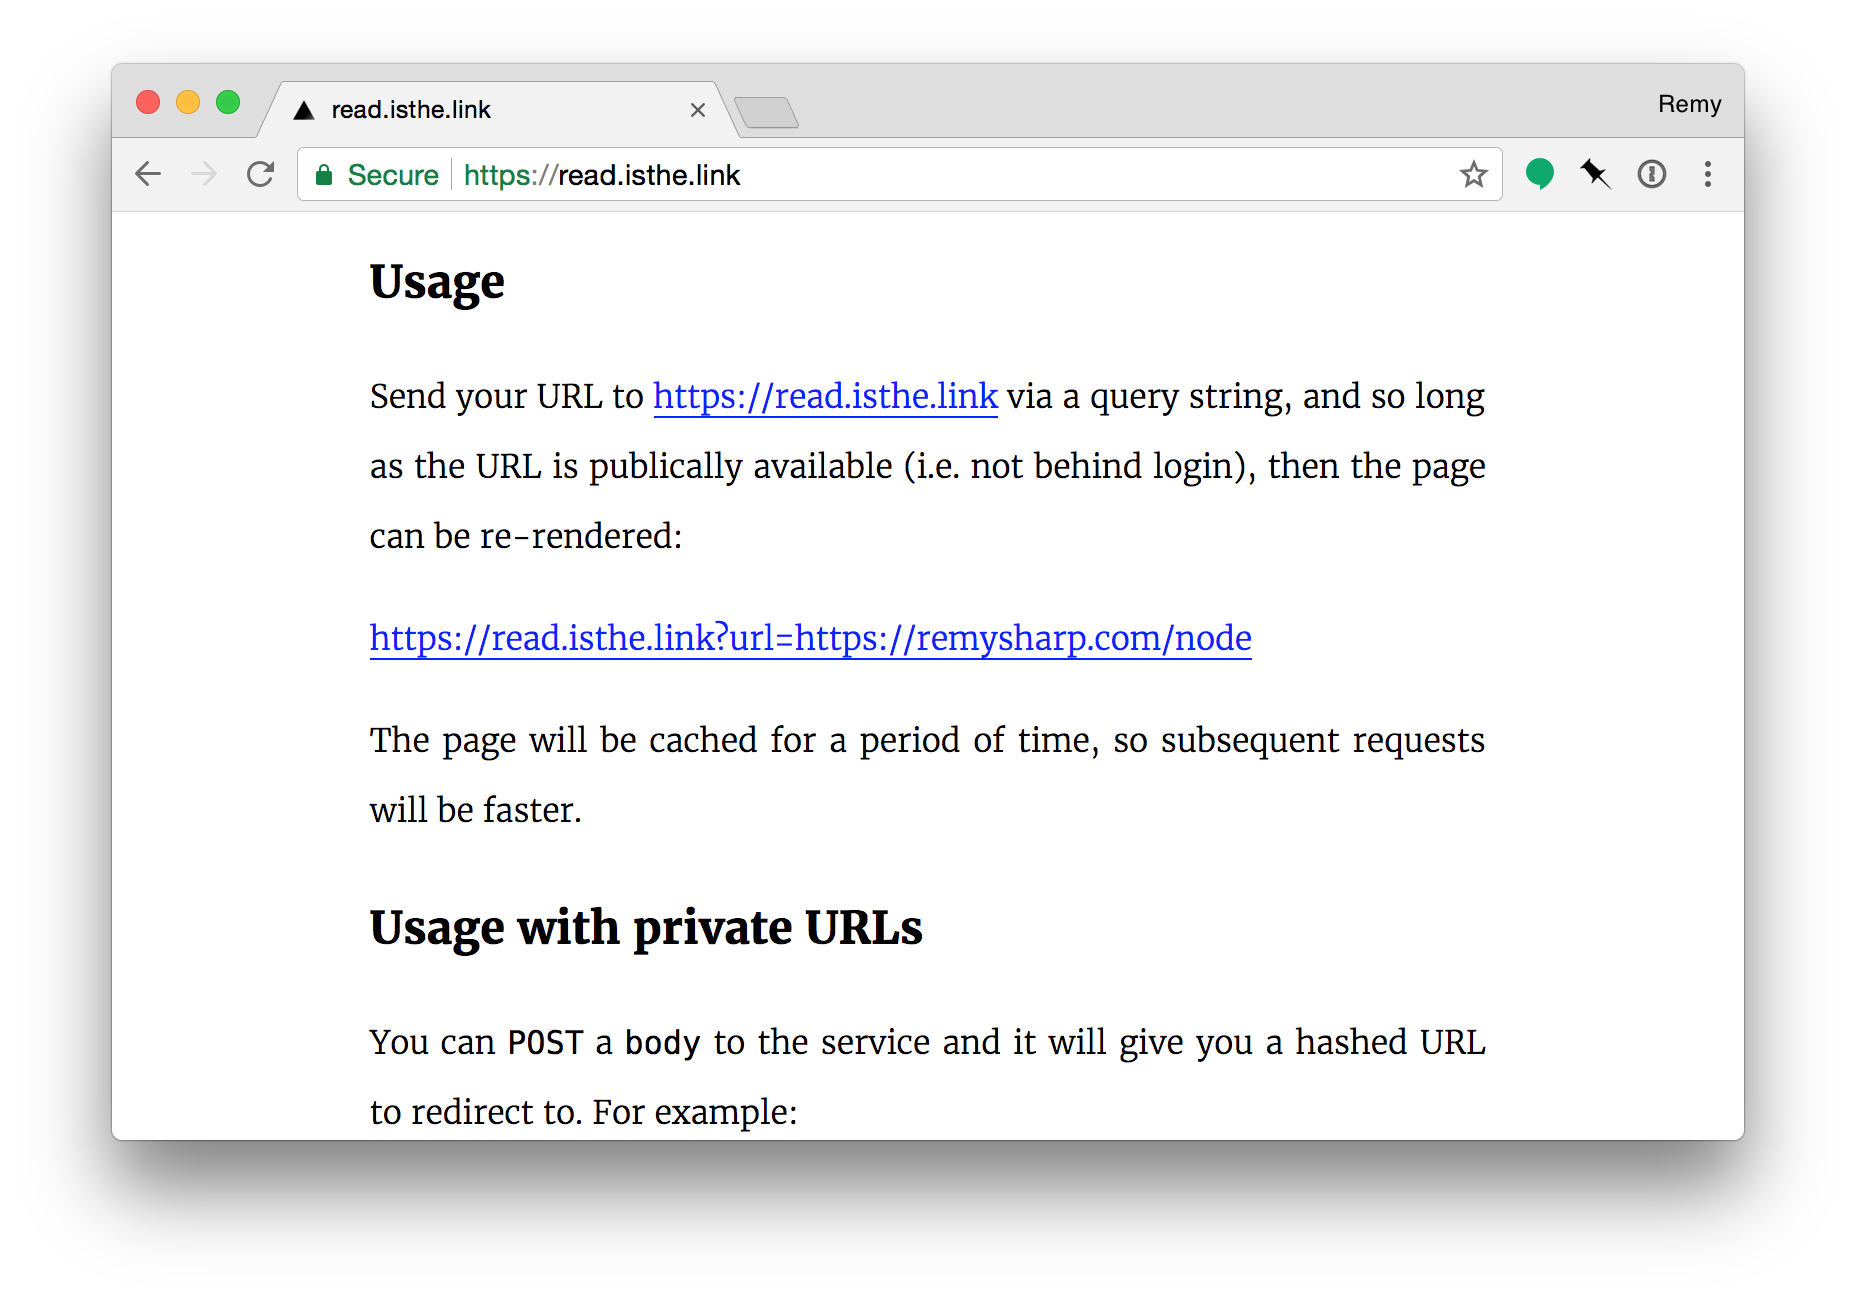 read.isthe.link
Remy
Secure https://read.isthe.link
Usage
Send your URL to https://read.isthe.link via a query string, and so long
as the URL is publically available (i.e. not behind login), then the page
can be re-rendered:
https://read.isthe.link?url=https://remysharp.com/node
The page will be cached for a period of time, so subsequent requests
will be faster.
Usage with private URLs
You can POST a body to the service and it will give you a hashed URL
to redirect to. For example: